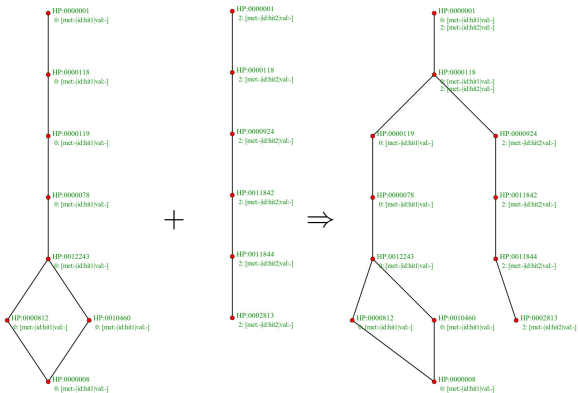 HP:0000001
0: [met:-|id:hit1|val:-]
HP:0000118
0: [met:-|id:hit1|val:-]
HP:0000119
0: [met:-|id:hit1|val:-]
HP:0000078
0: [met:-|id:hit1|val:-]
HP:0012243
0: [met:-|id:hit1|val:-]
HP:0000812
0: [met:-|id:hit1|val:-]
HP:0010460
0: [met:-|id:hit1|val:-]
HP:0000008
0: [met:-|id:hit1|val:-]
+
HP:0000001
2: [met:-|id:hit2|val:-]
HP:0000118
2: [met:-|id:hit2|val:-]
HP:0000924
2: [met:-|id:hit2|val:-]
HP:0011842
2: [met:-|id:hit2|val:-]
HP:0011844
2: [met:-|id:hit2|val:-]
HP:0002813
2: [met:-|id:hit2|val:-]
⇒
HP:0000001
0: [met:-|id:hit1|val:-]
2: [met:-|id:hit2|val:-]
HP:0000118
0: [met:-|id:hit1|val:-]
2: [met:-|id:hit2|val:-]
HP:0000119
0: [met:-|id:hit1|val:-]
HP:0000924
2: [met:-|id:hit2|val:-]
HP:0000078
0: [met:-|id:hit1|val:-]
HP:0011842
2: [met:-|id:hit2|val:-]
HP:0012243
0: [met:-|id:hit1|val:-]
HP:0011844
2: [met:-|id:hit2|val:-]
HP:0000812
0: [met:-|id:hit1|val:-]
HP:0010460
0: [met:-|id:hit1|val:-]
HP:0002813
2: [met:-|id:hit2|val:-]
HP:0000008
0: [met:-|id:hit1|val:-]